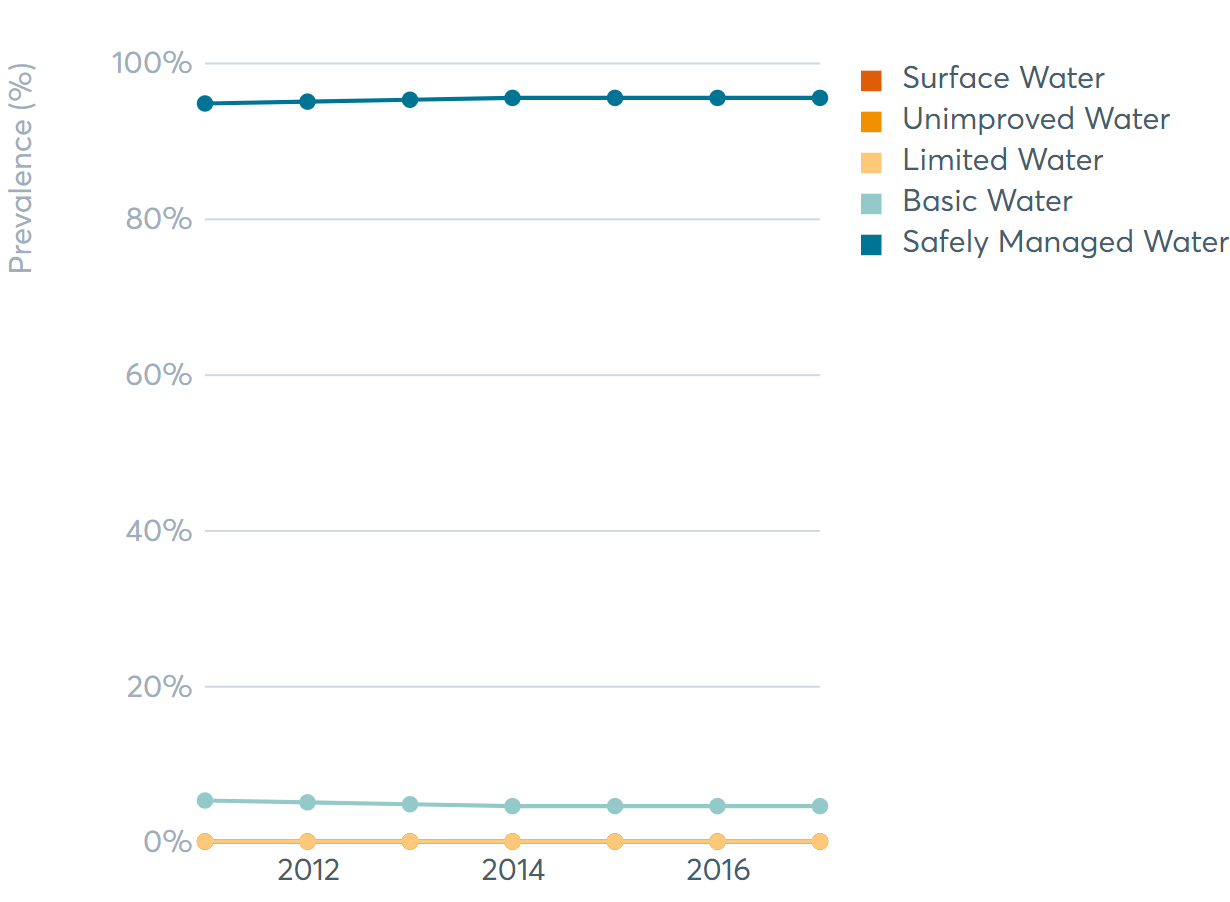 Prevalence (%)
100%
80%
60%
40%
20%
0%
2012
2014
2016
Surface Water
Unimproved Water
Limited Water
Basic Water
Safely Managed Water